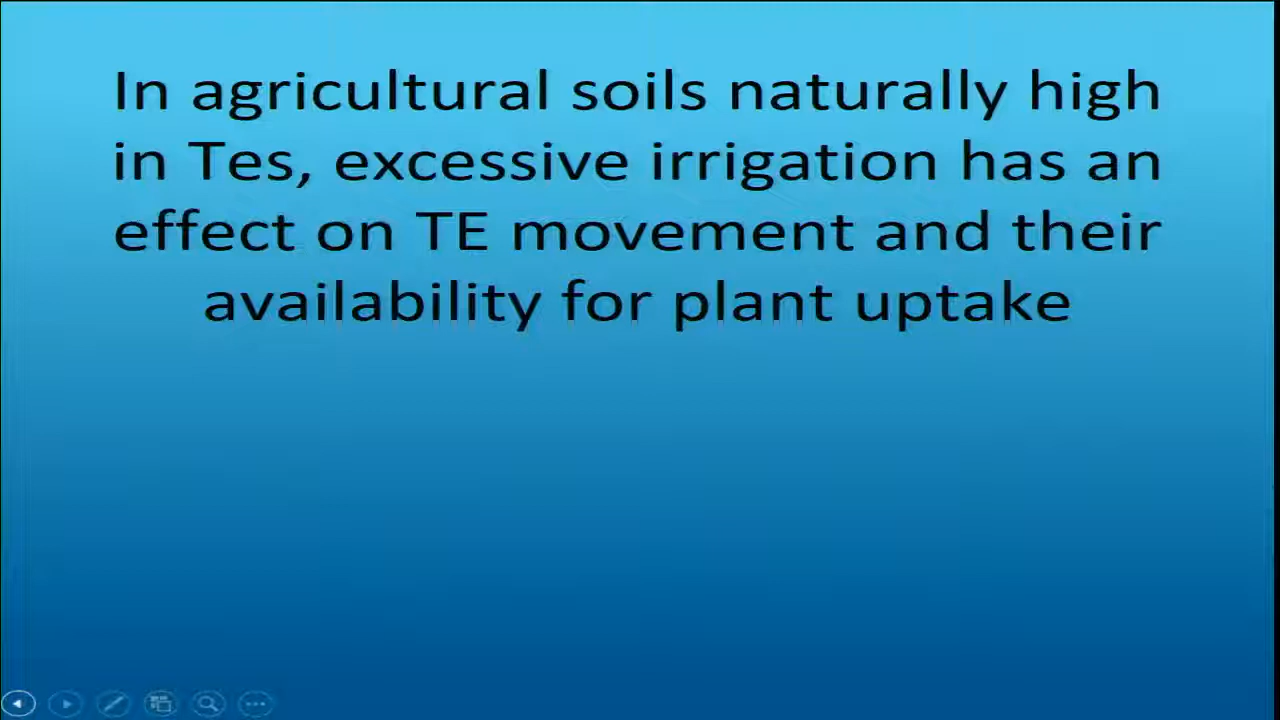 In agricultural soils naturally high
in Tes, excessive irrigation has an
effect on TE movement and their
availability for plant uptake